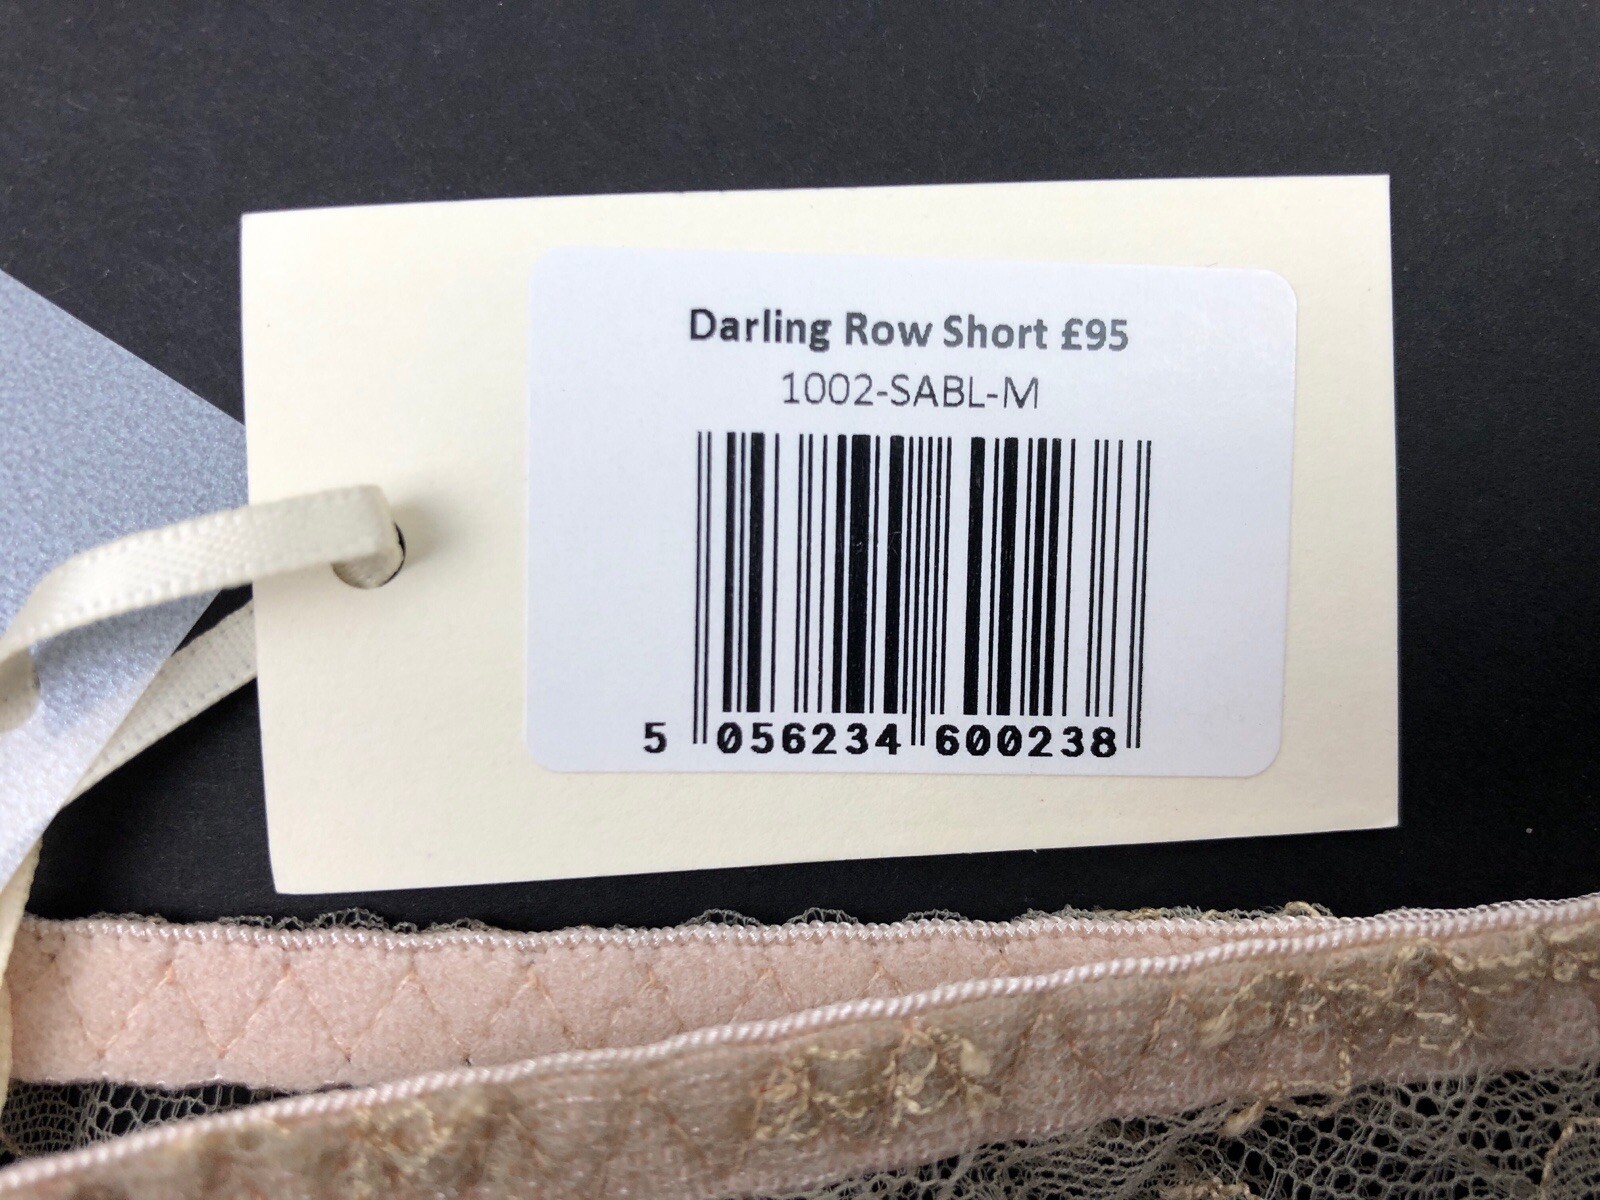 Darling Row Short £95
1002-SABL-M
5 056234 600238